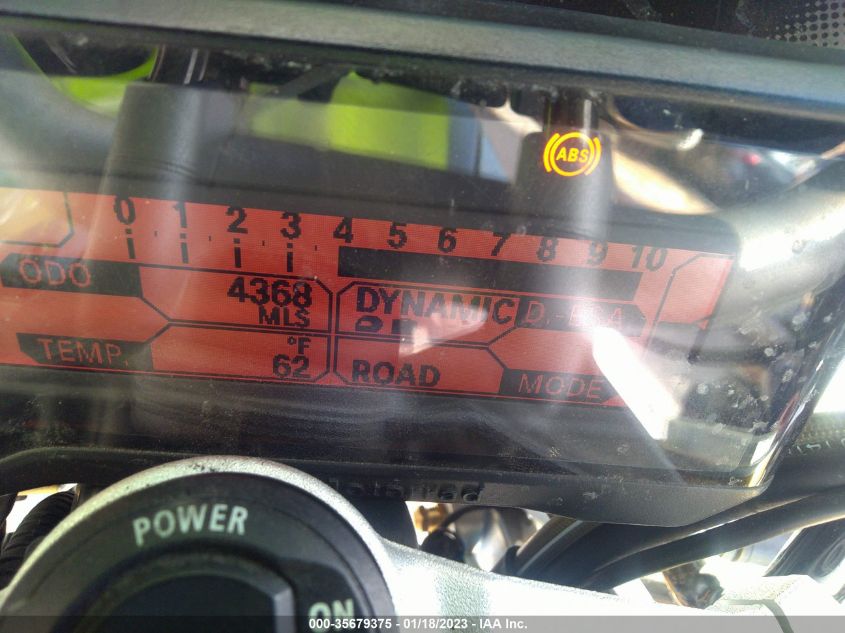 ABS
0 1 2 3 4 5 6 7 8 9 10
ODO 4368 DYNAMIC
MLS
TEMP. °F
62 ROAD MODE
POWER
ON
000-35679375 | 01/18/2023 | IAA Inc.